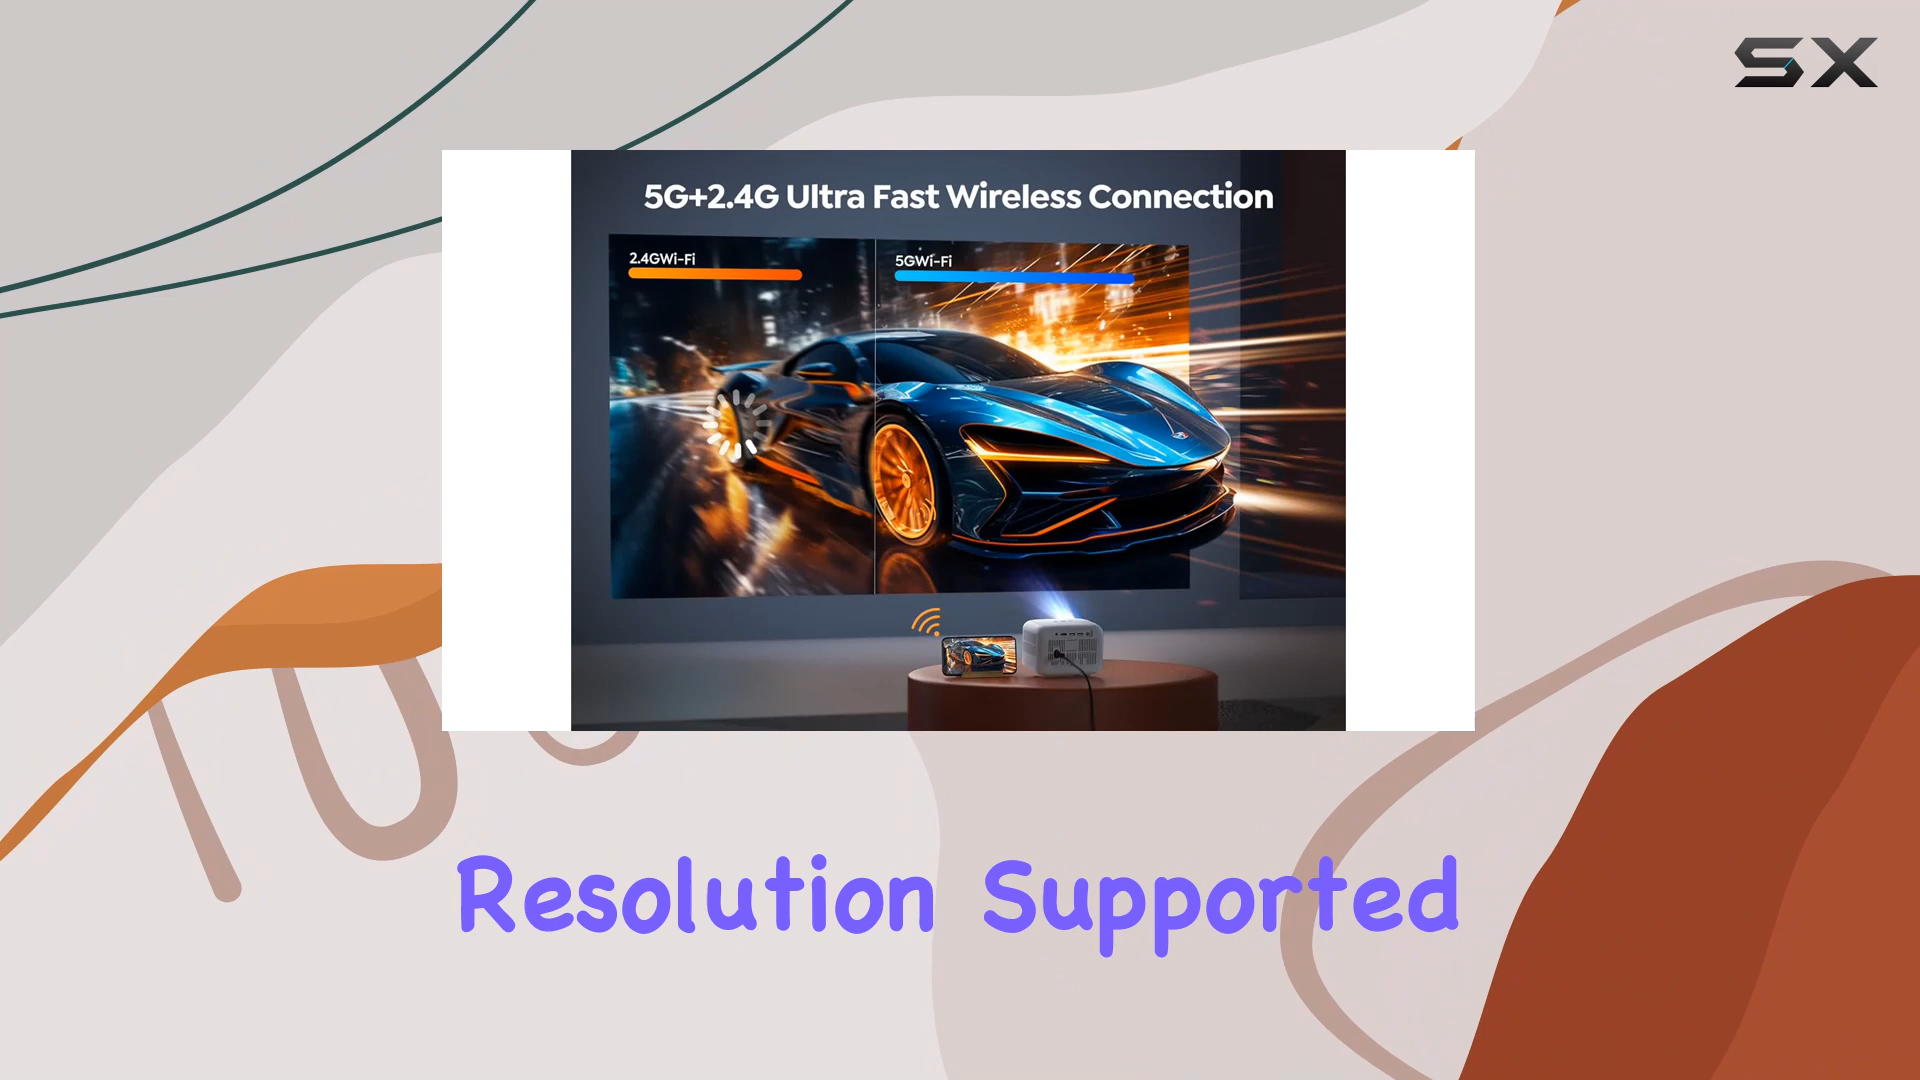 SX
5G+2.4G Ultra Fast Wireless Connection
2.4GWi-Fi
5GWi-Fi
Resolution Supported